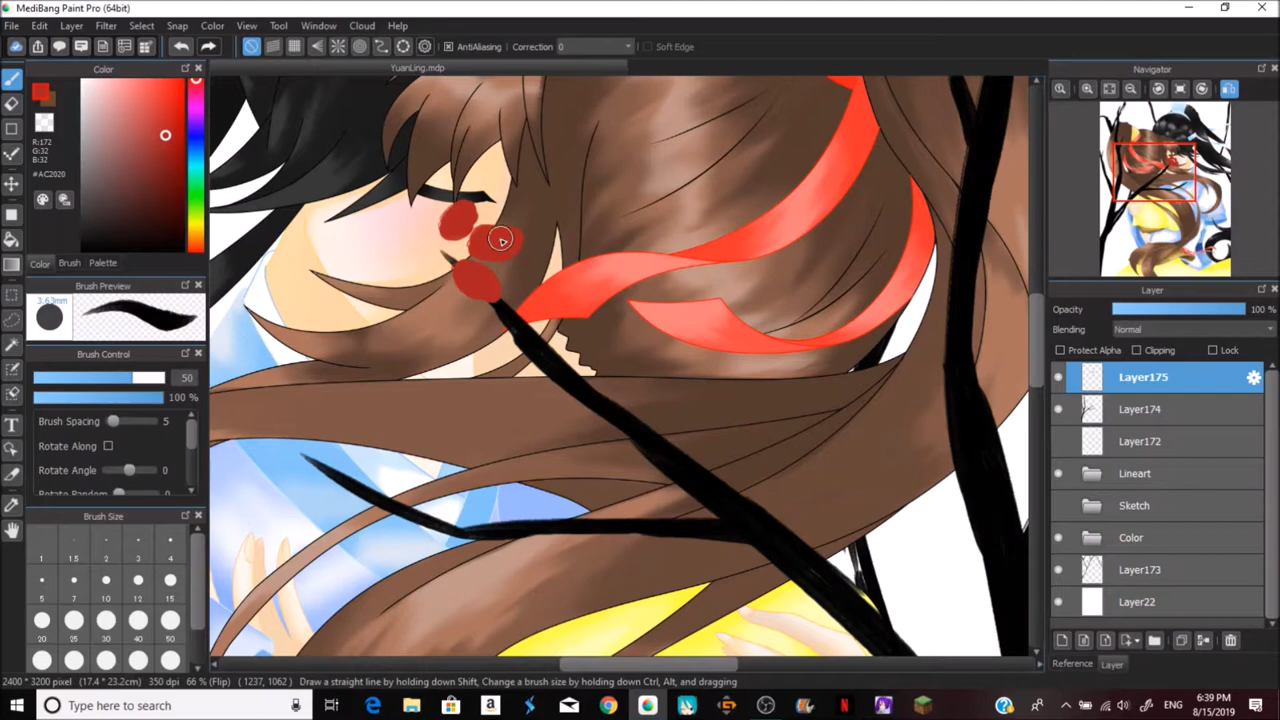 MediBang Paint Pro (64bit)
File Edit Layer Filter Select Snap Color View Tool Window Cloud Help
AntiAliasing Correction 0 Soft Edge
Color
YuanLing.mdp
Navigator
R:172
G:32
B:32
#AC2020
Color Brush Palette
Brush Preview
3.63mm
Brush Control
50
100 %
Brush Spacing 5
Rotate Along
Rotate Angle 0
Rotate Random 0
Brush Size
1 1.5 2 3 4
5 7 10 12 15
20 25 30 40 50
Layer
Opacity 100 %
Blending Normal
Protect Alpha Clipping Lock
Layer175
Layer174
Layer172
Lineart
Sketch
Color
Layer173
Layer22
Reference Layer
2400 * 3200 pixel (17.4 * 23.2cm) 350 dpi 66 % (Flip) ( 1237, 1062 ) Draw a straight line by holding down Shift, Change a brush size by holding down Ctrl, Alt, and dragging
Type here to search
ENG
6:39 PM
8/15/2019